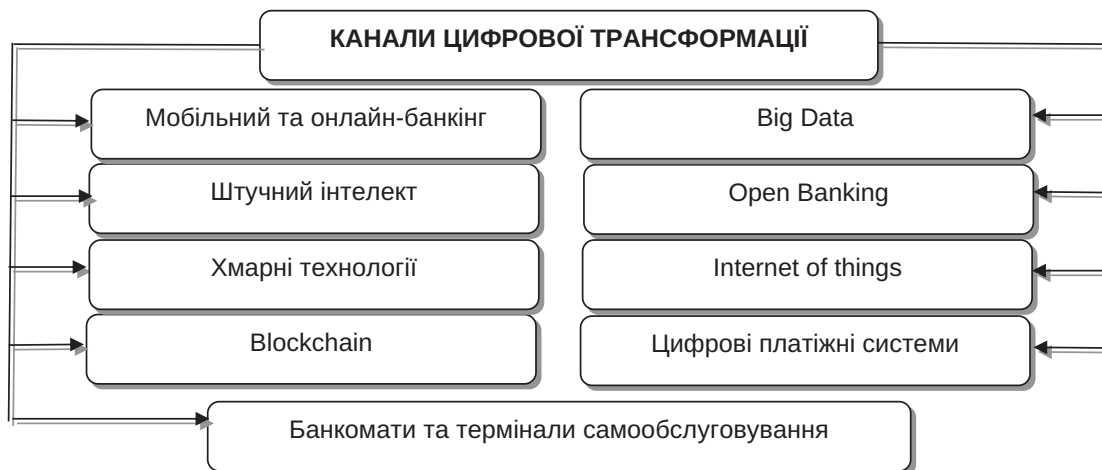 КАНАЛИ ЦИФРОВОЇ ТРАНСФОРМАЦІЇ
Мобільний та онлайн-банкінг
Big Data
Штучний інтелект
Open Banking
Хмарні технології
Internet of things
Blockchain
Цифрові платіжні системи
Банкомати та термінали самообслуговування